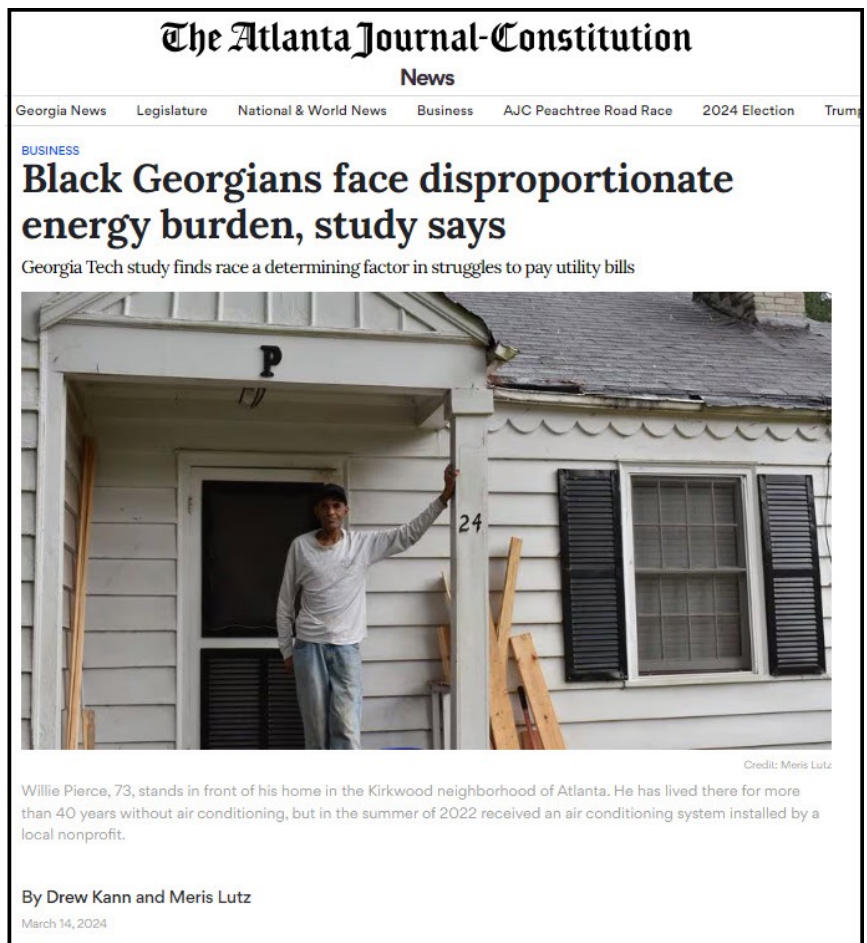 The Atlanta Journal-Constitution
News
Georgia News Legislature National & World News Business AJC Peachtree Road Race 2024 Election Trump
BUSINESS
Black Georgians face disproportionate
energy burden, study says
Georgia Tech study finds race a determining factor in struggles to pay utility bills
P
24
Credit: Meris Lutz
Willie Pierce, 73, stands in front of his home in the Kirkwood neighborhood of Atlanta. He has lived there for more
than 40 years without air conditioning, but in the summer of 2022 received an air conditioning system installed by a
local nonprofit.
By Drew Kann and Meris Lutz
March 14, 2024